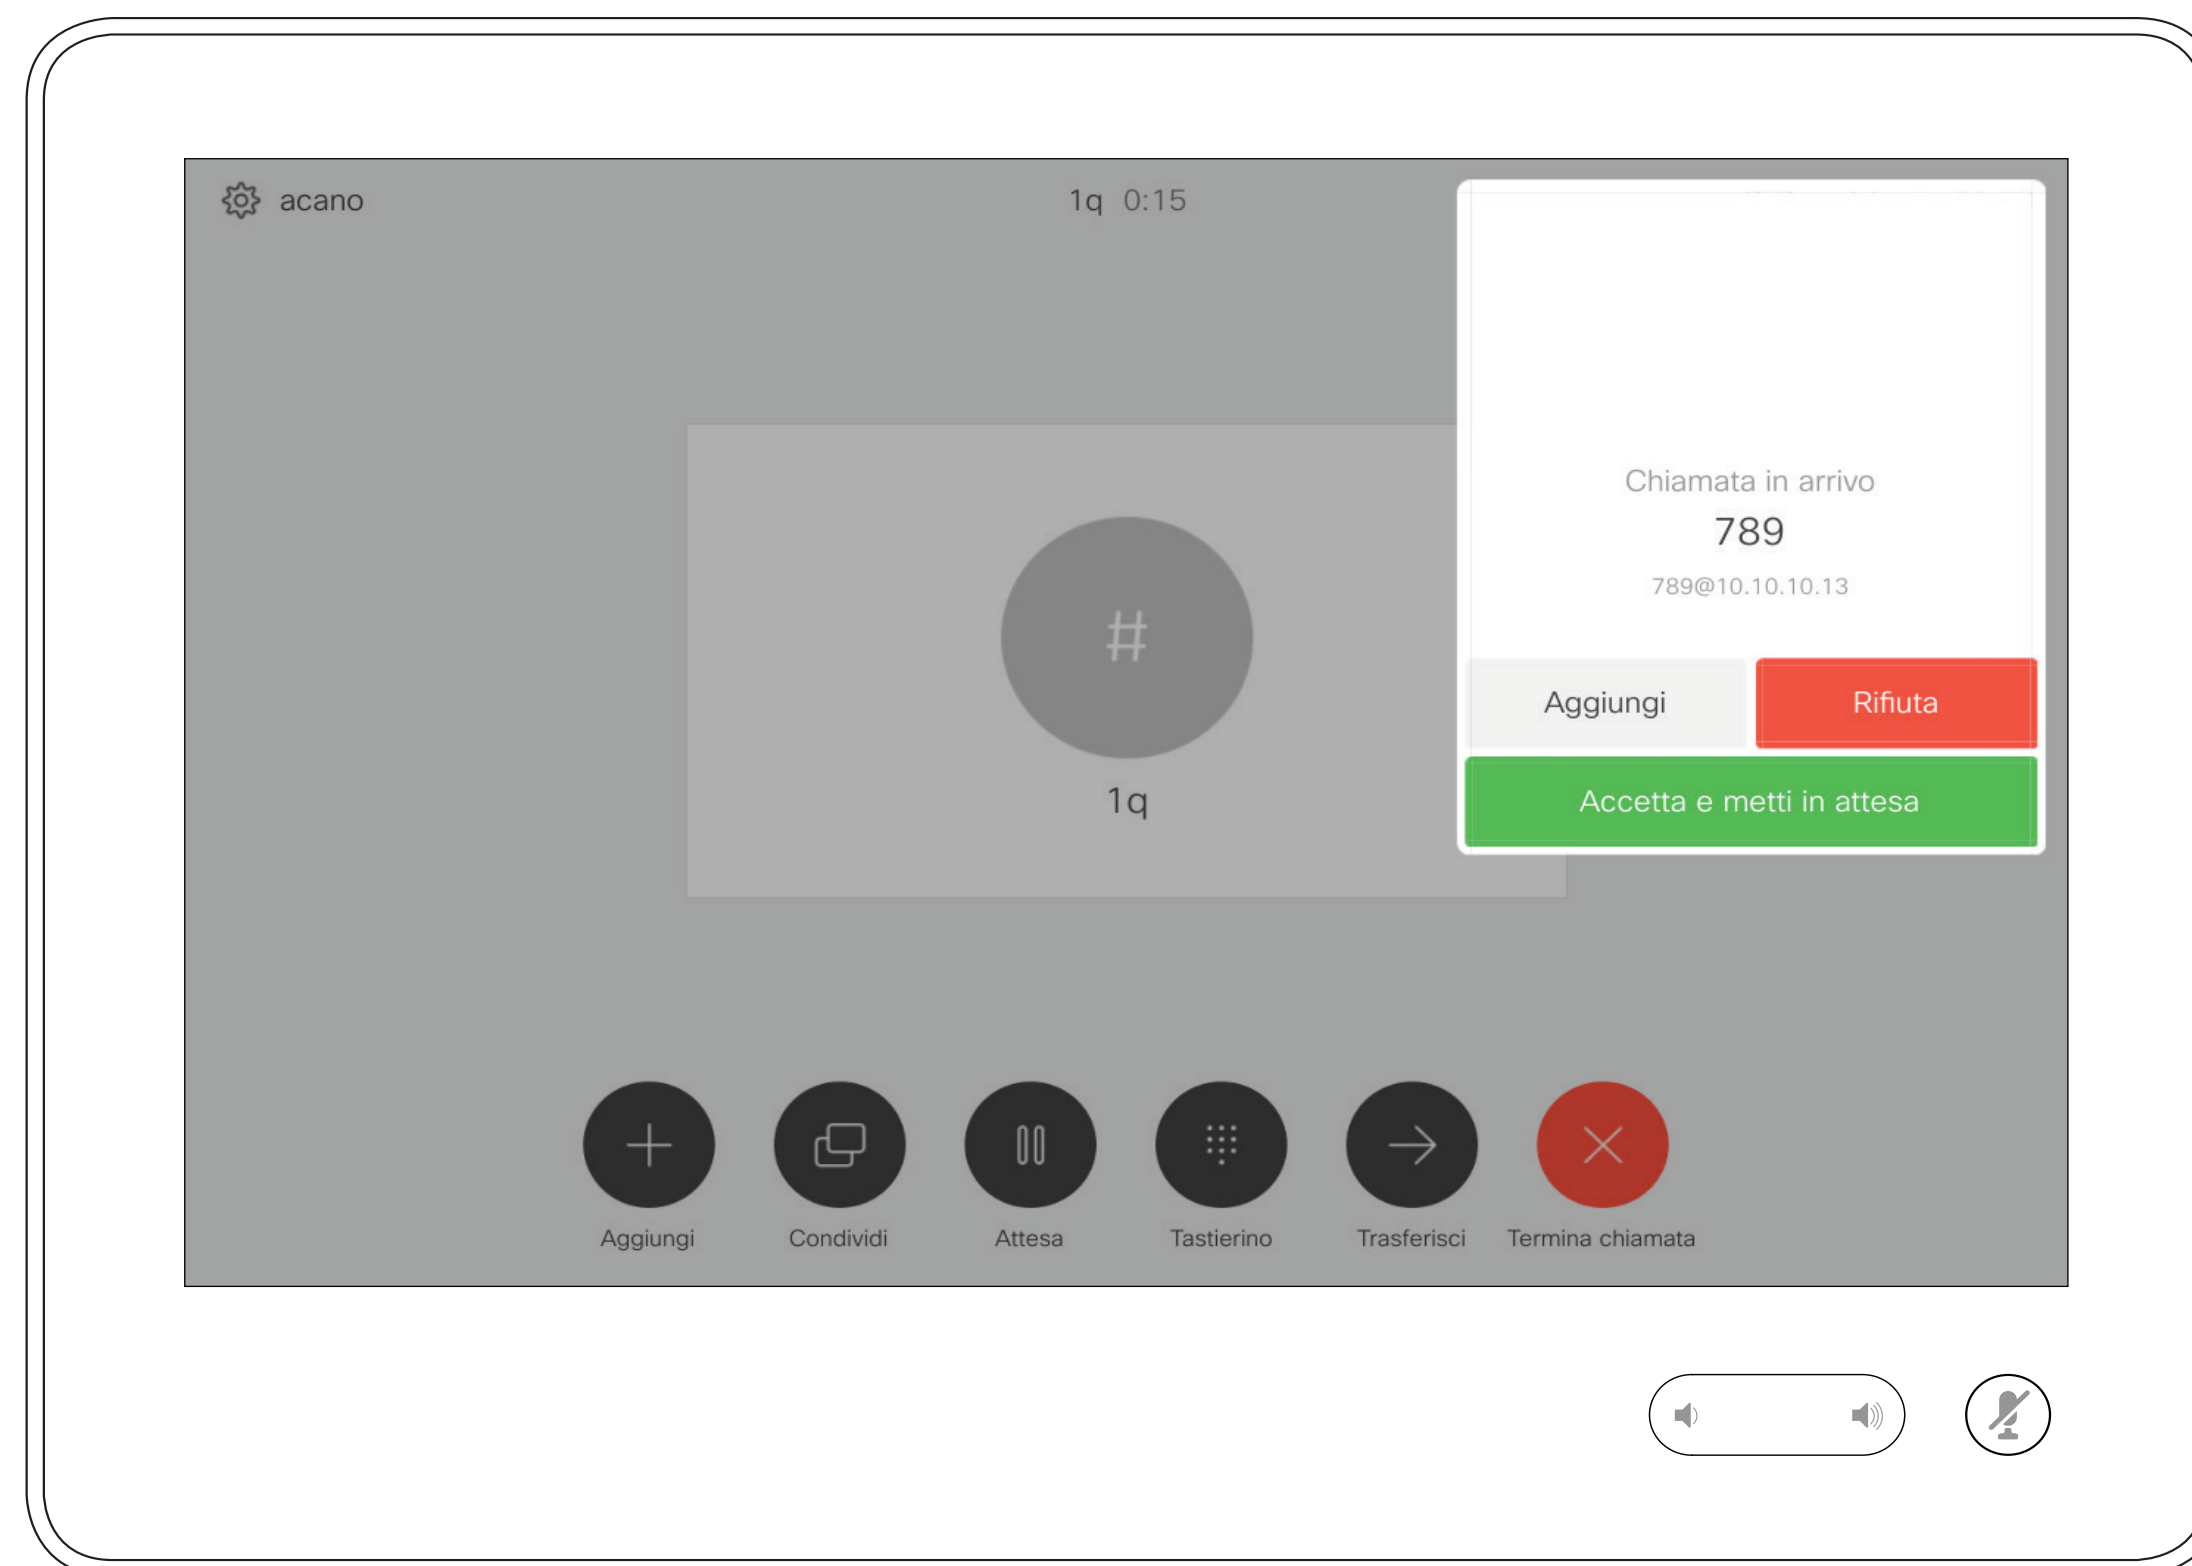 acano
1q 0:15
Chiamata in arrivo
789
789@10.10.10.13
Aggiungi
Rifiuta
Accetta e metti in attesa
#
1q
Aggiungi
Condividi
Attesa
Tastierino
Trasferisci
Termina chiamata